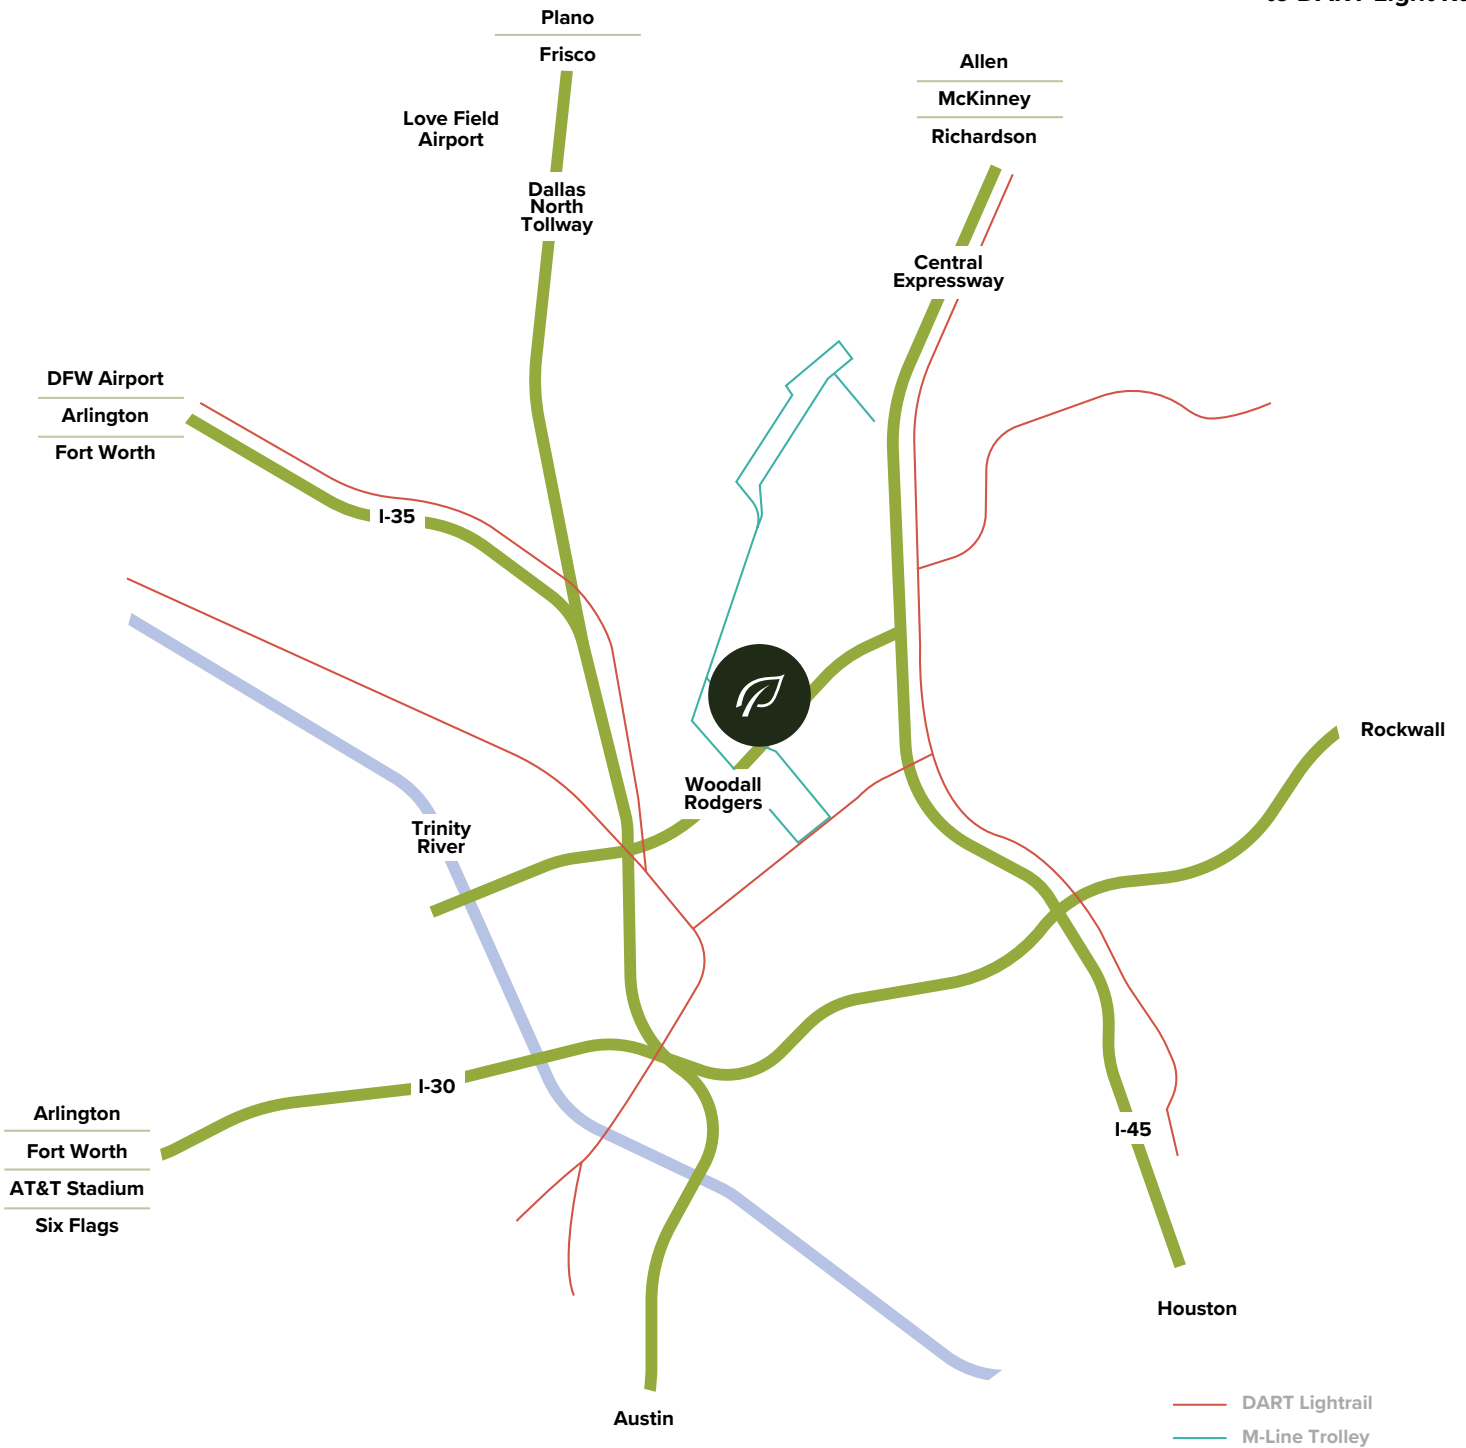 Plano
Frisco
Love Field
Airport
Dallas
North
Tollway
Allen
McKinney
Richardson
Central
Expressway
DFW Airport
Arlington
Fort Worth
I-35
Trinity
River
Woodall
Rodgers
Rockwall
I-30
Arlington
Fort Worth
AT&T Stadium
Six Flags
I-45
Houston
Austin
DART Lightrail
M-Line Trolley